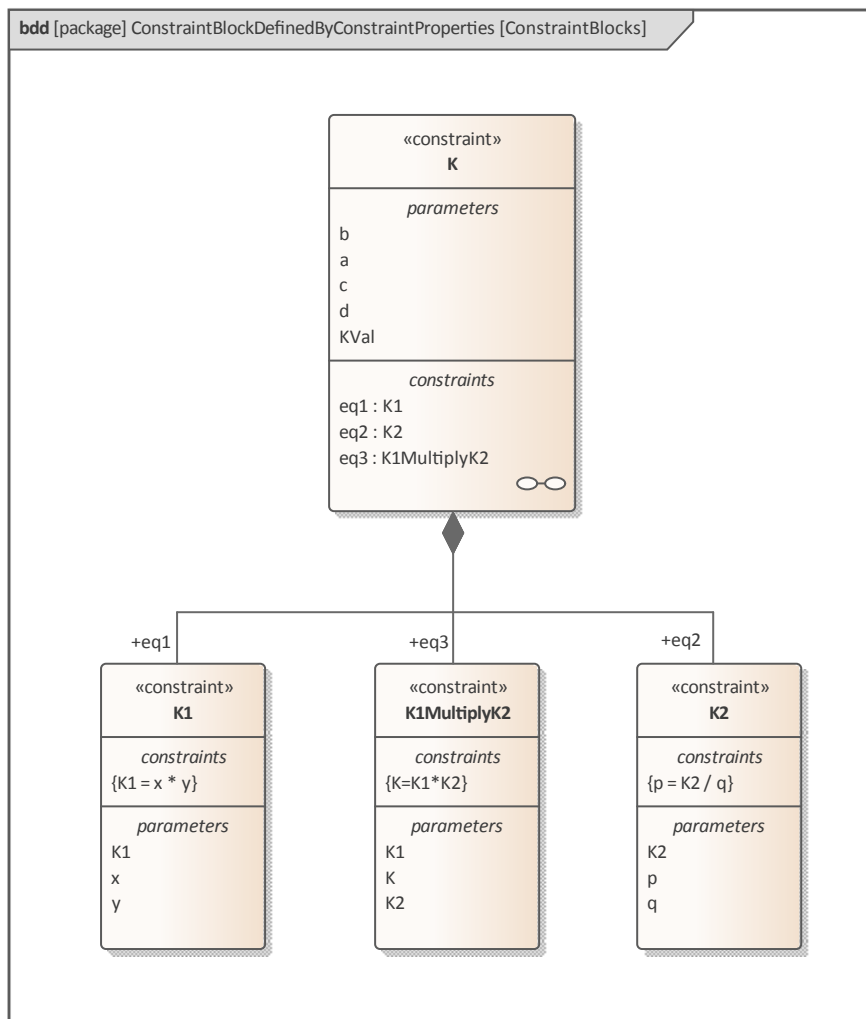 bdd [package] ConstraintBlockDefinedByConstraintProperties [ConstraintBlocks]
«constraint»
K
parameters
b
a
c
d
KVal
constraints
eq1 : K1
eq2 : K2
eq3 : K1MultiplyK2
+eq1
+eq3
+eq2
«constraint»
K1
constraints
{K1 = x * y}
parameters
K1
x
y
«constraint»
K1MultiplyK2
constraints
{K=K1*K2}
parameters
K1
K
K2
«constraint»
K2
constraints
{p = K2 / q}
parameters
K2
p
q